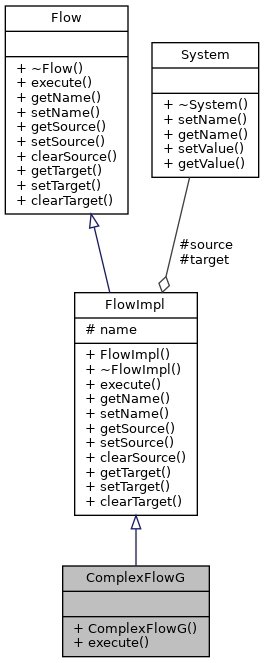 Flow
+ ~Flow()
+ execute()
+ getName()
+ setName()
+ getSource()
+ setSource()
+ clearSource()
+ getTarget()
+ setTarget()
+ clearTarget()
System
+ ~System()
+ setName()
+ getName()
+ setValue()
+ getValue()
#source
#target
FlowImpl
# name
+ FlowImpl()
+ ~FlowImpl()
+ execute()
+ getName()
+ setName()
+ getSource()
+ setSource()
+ clearSource()
+ getTarget()
+ setTarget()
+ clearTarget()
ComplexFlowG
+ ComplexFlowG()
+ execute()